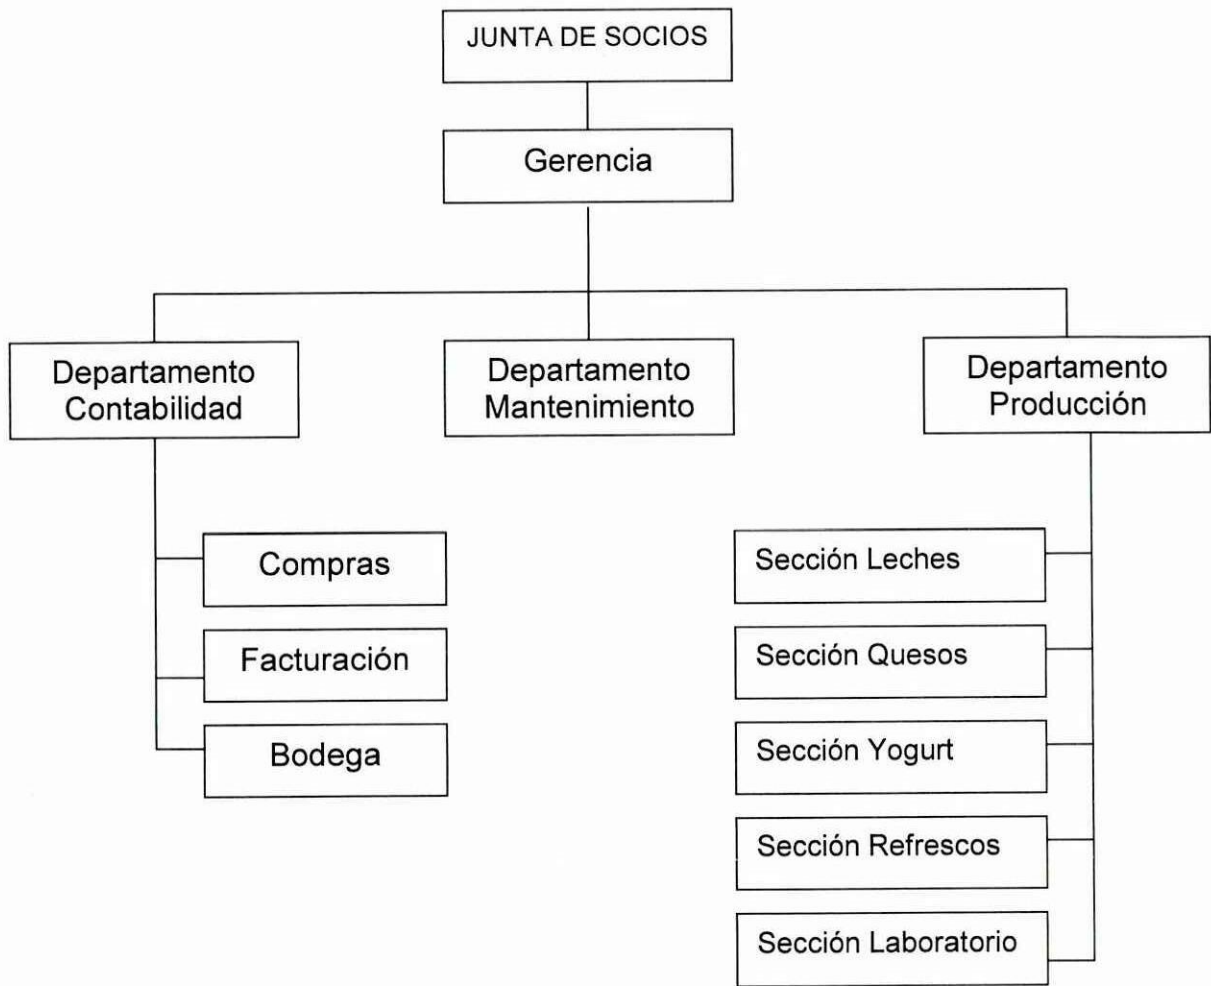 JUNTA DE SOCIOS
Gerencia
Departamento
Contabilidad
Departamento
Mantenimiento
Departamento
Producción
Compras
Facturación
Bodega
Sección Leches
Sección Quesos
Sección Yogurt
Sección Refrescos
Sección Laboratorio